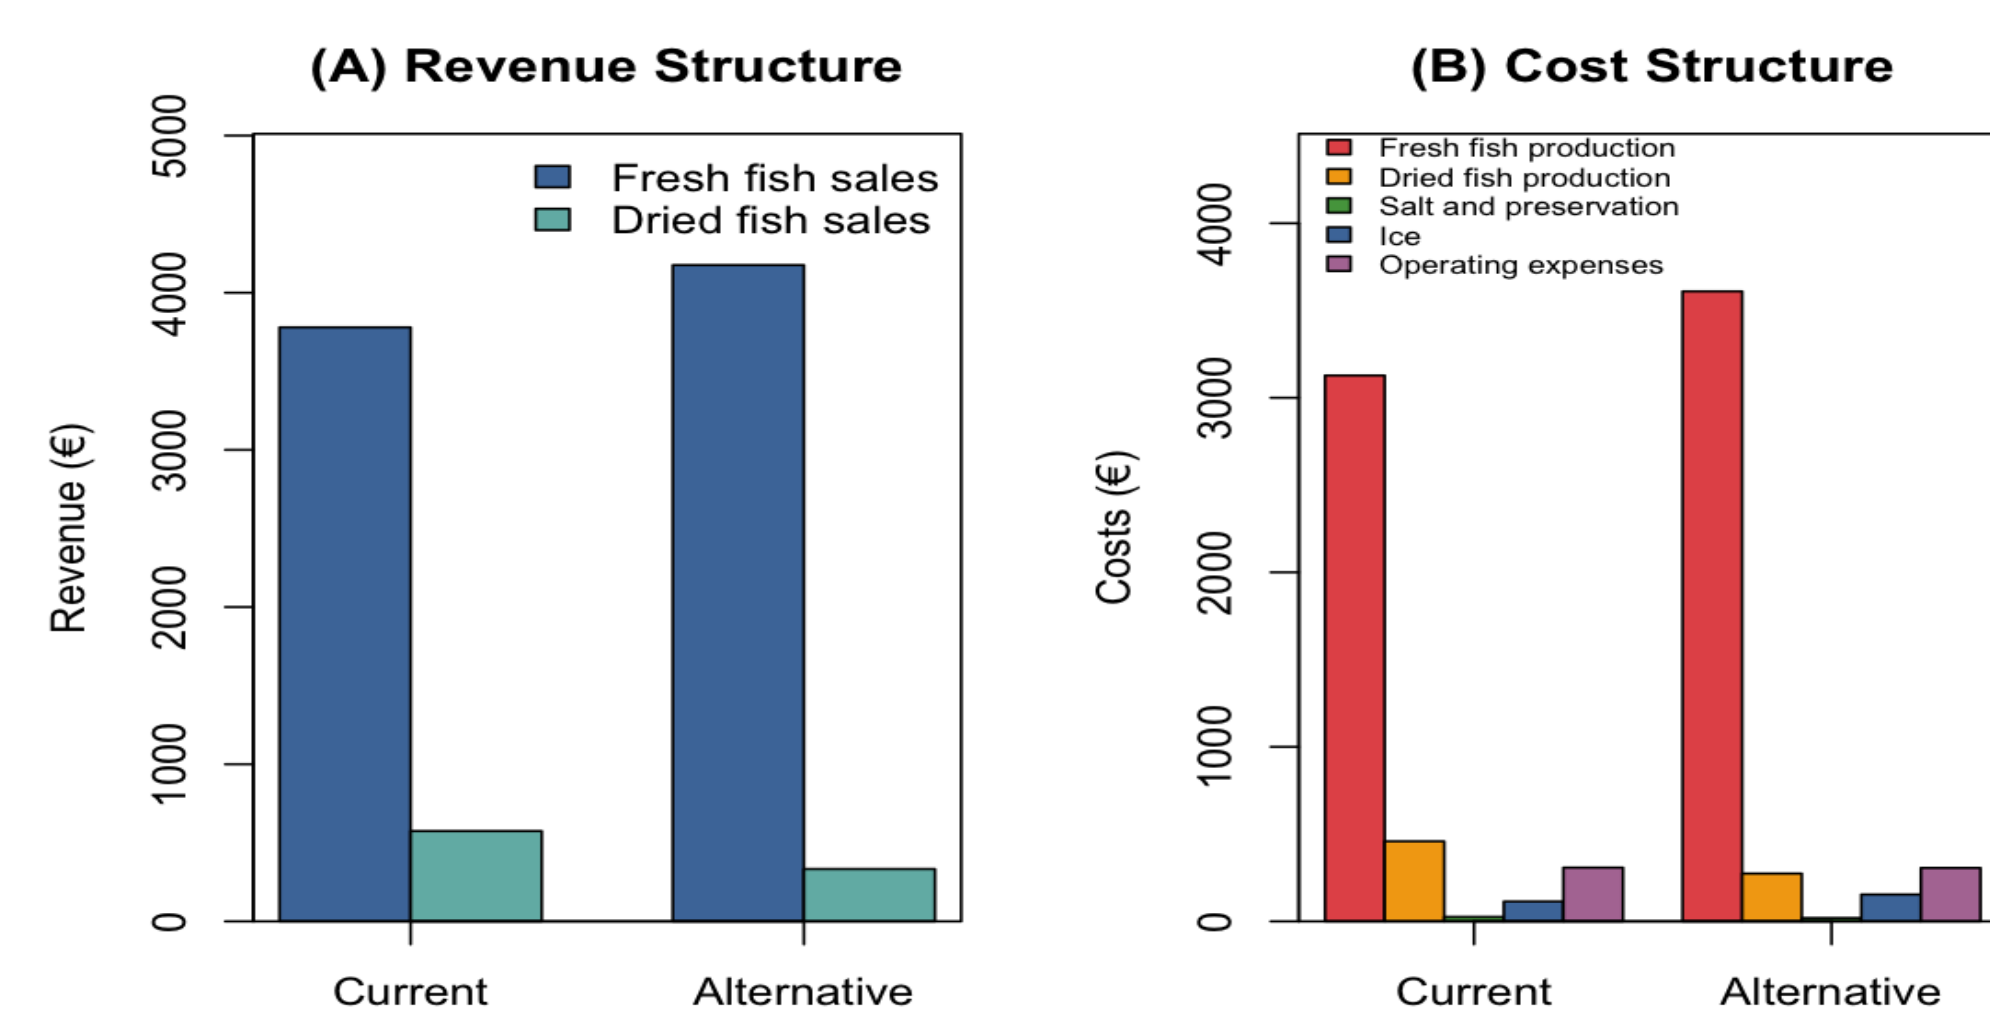 (A) Revenue Structure
Revenue (€)
5000
4000
3000
2000
1000
0
Fresh fish sales
Dried fish sales
Current
Alternative
(B) Cost Structure
Costs (€)
4000
3000
2000
1000
0
Fresh fish production
Dried fish production
Salt and preservation
Ice
Operating expenses
Current
Alternative